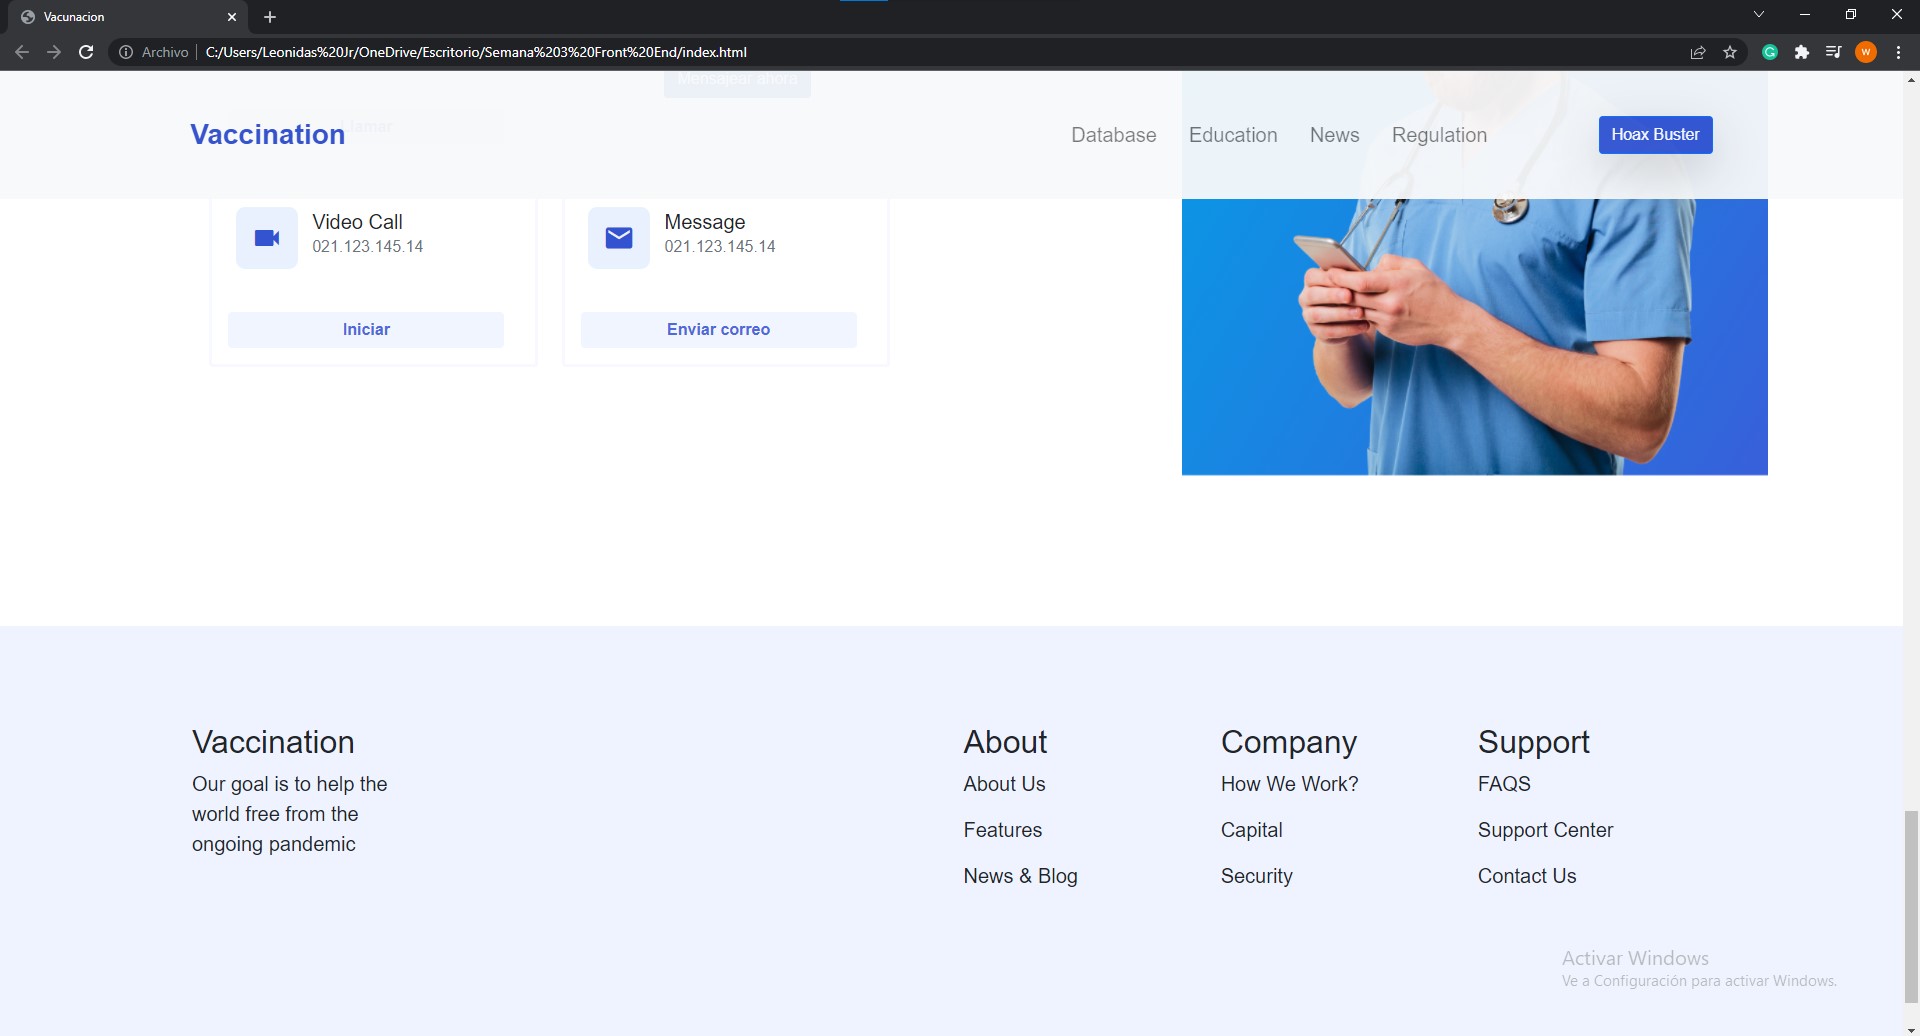 Vacunacion
Archivo
C:/Users/Leonidas%20Jr/OneDrive/Escritorio/Semana%203%20Front%20End/index.html
W
Mensajear ahora
Llamar
Vaccination
Database Education News Regulation Hoax Buster
Video Call
021.123.145.14
Iniciar
Message
021.123.145.14
Enviar correo
Vaccination
Our goal is to help the
world free from the
ongoing pandemic
About
About Us
Features
News & Blog
Company
How We Work?
Capital
Security
Support
FAQS
Support Center
Contact Us
Activar Windows
Ve a Configuración para activar Windows.